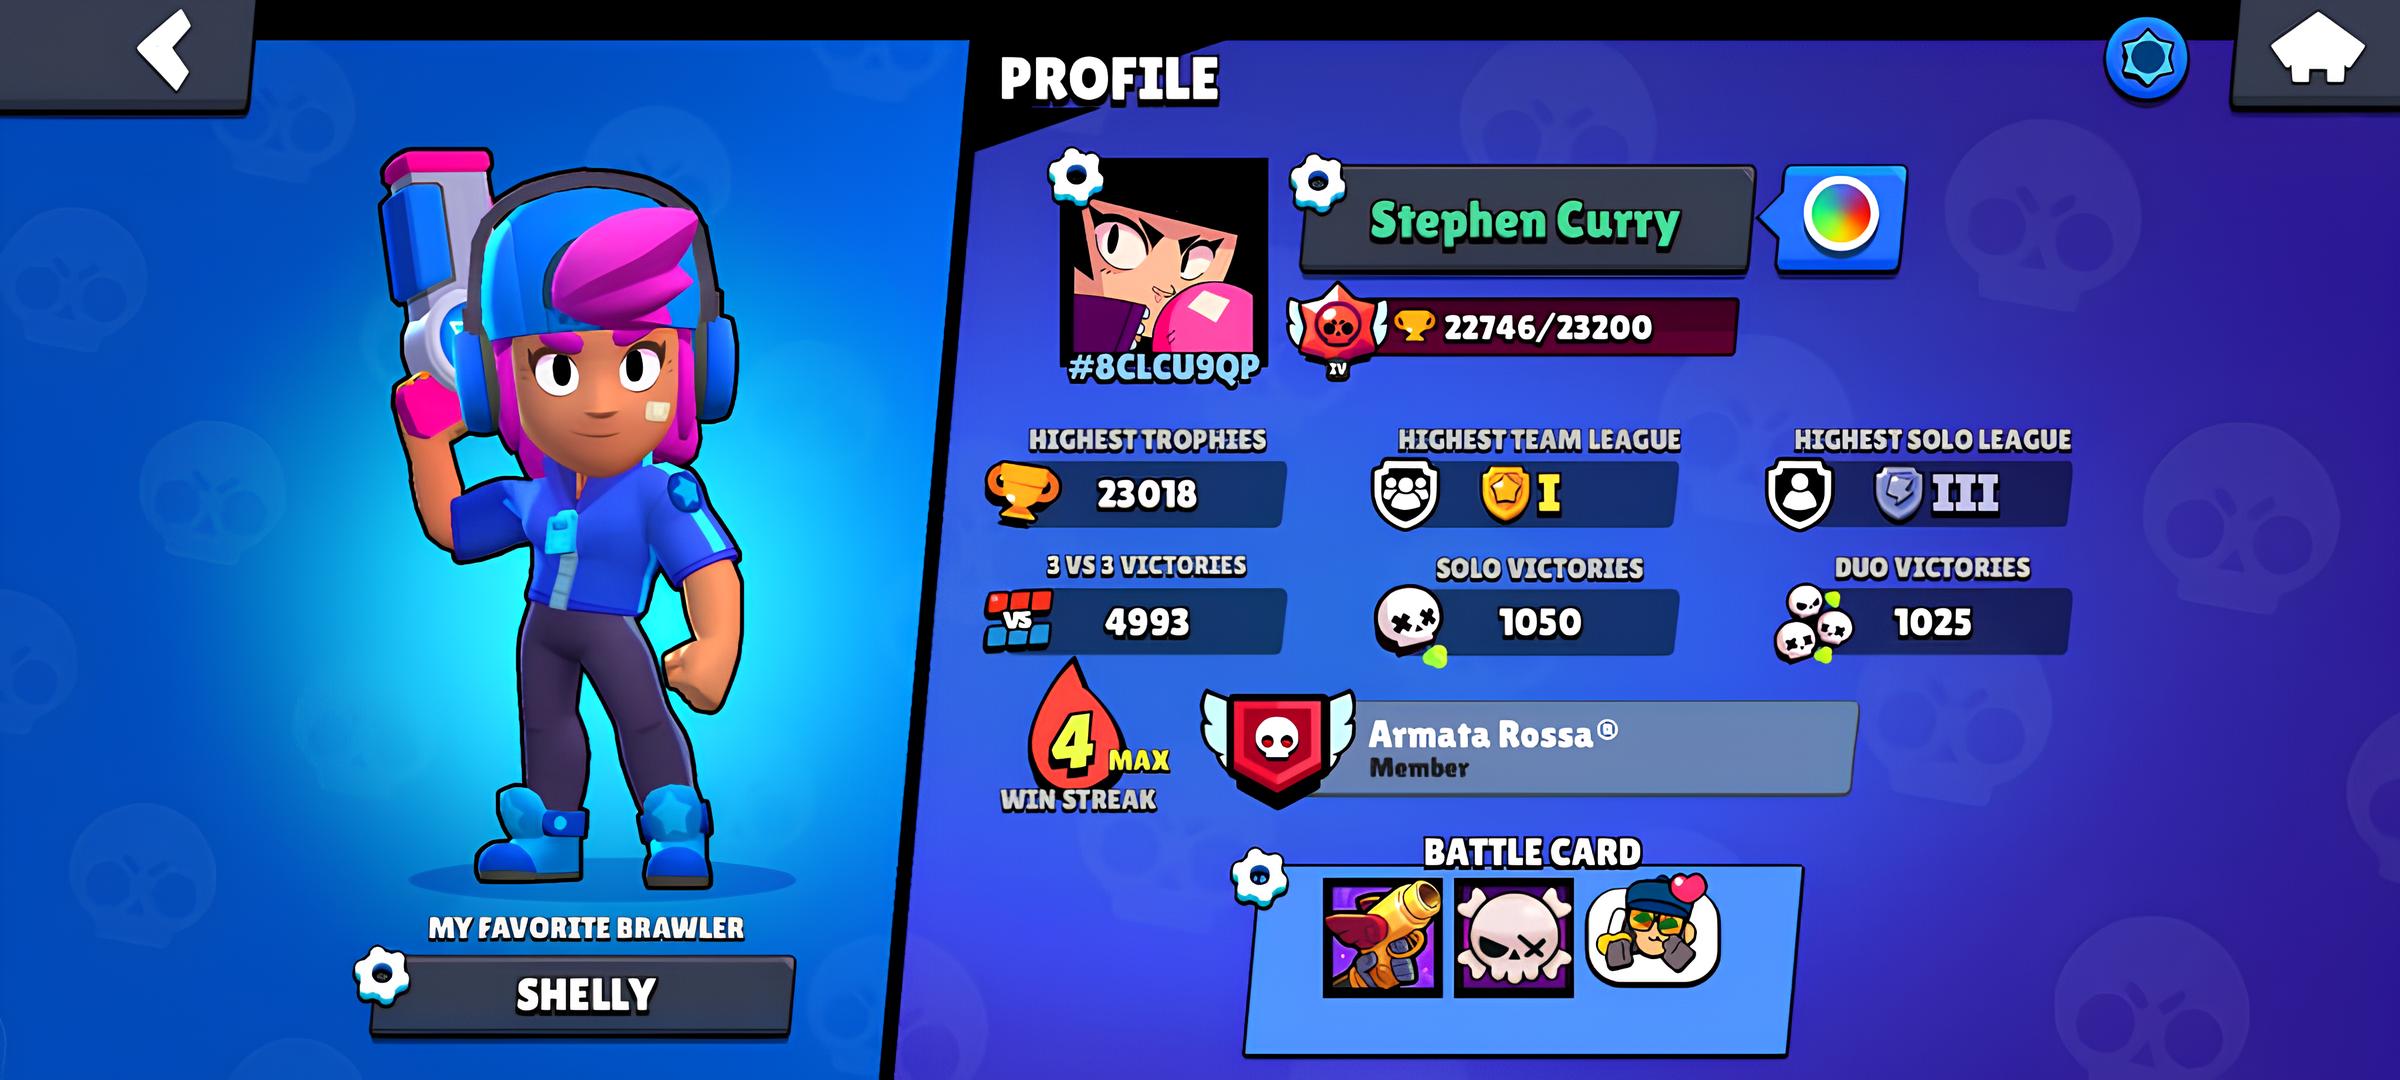 PROFILE
Stephen Curry
#8CLCU9QP
22746/23200
IV
HIGHEST TROPHIES
23018
HIGHEST TEAM LEAGUE
I
HIGHEST SOLO LEAGUE
III
3 VS 3 VICTORIES
VS
4993
SOLO VICTORIES
1050
DUO VICTORIES
1025
4 MAX
WIN STREAK
Armata Rossa®
Member
BATTLE CARD
MY FAVORITE BRAWLER
SHELLY